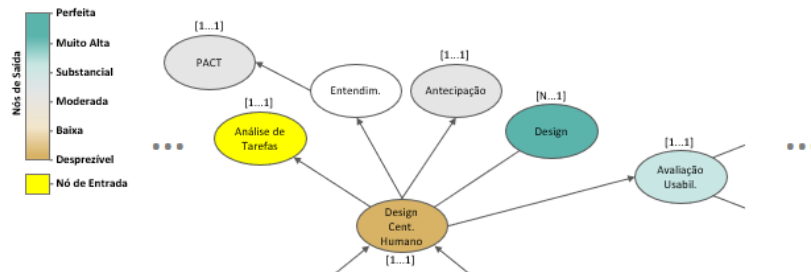 Nós de Saída
Perfeita
Muito Alta
Substancial
Moderada
Baixa
Desprezível
Nó de Entrada
[1...1]
PACT
Entendim.
[1...1]
Antecipação
[1...1]
Análise de
Tarefas
[N...1]
Design
[1...1]
Avaliação
Usabil.
Design
Cent.
Humano
[1...1]